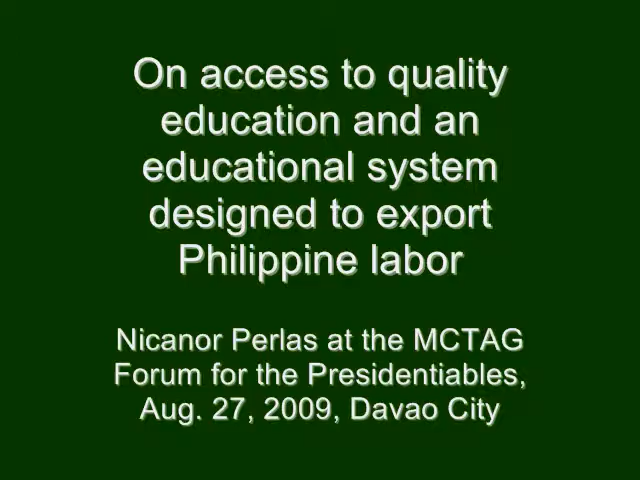 On access to quality
education and an
educational system
designed to export
Philippine labor
Nicanor Perlas at the MCTAG
Forum for the Presidentiables,
Aug. 27, 2009, Davao City